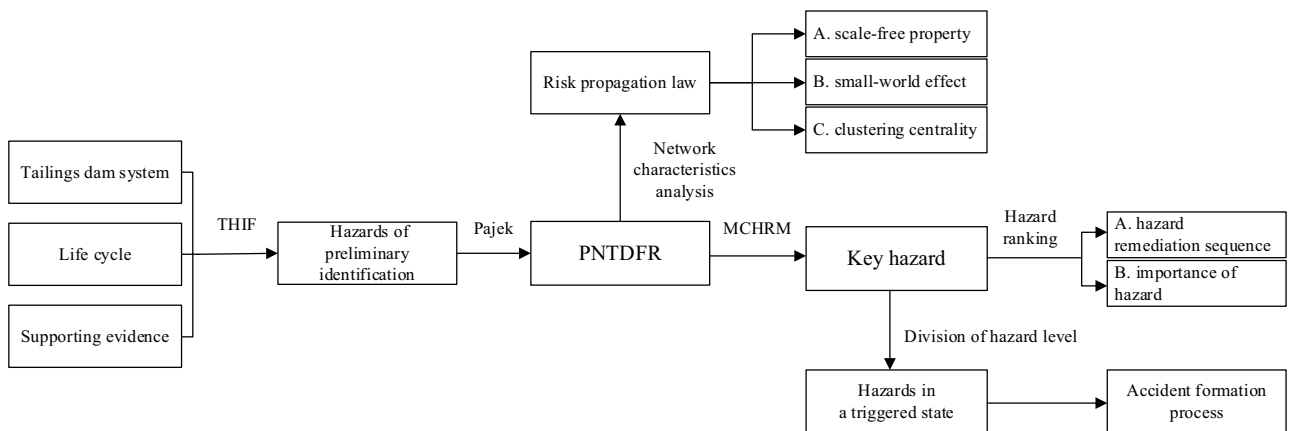 Tailings dam system
Life cycle
Supporting evidence
THIF
Hazards of
preliminary
identification
Pajek
PNTDFR
Network
characteristics
analysis
Risk propagation law
A. scale-free property
B. small-world effect
C. clustering centrality
MCHRM
Key hazard
Hazard
ranking
A. hazard
remediation sequence
B. importance of
hazard
Division of hazard level
Hazards in
a triggered state
Accident formation
process